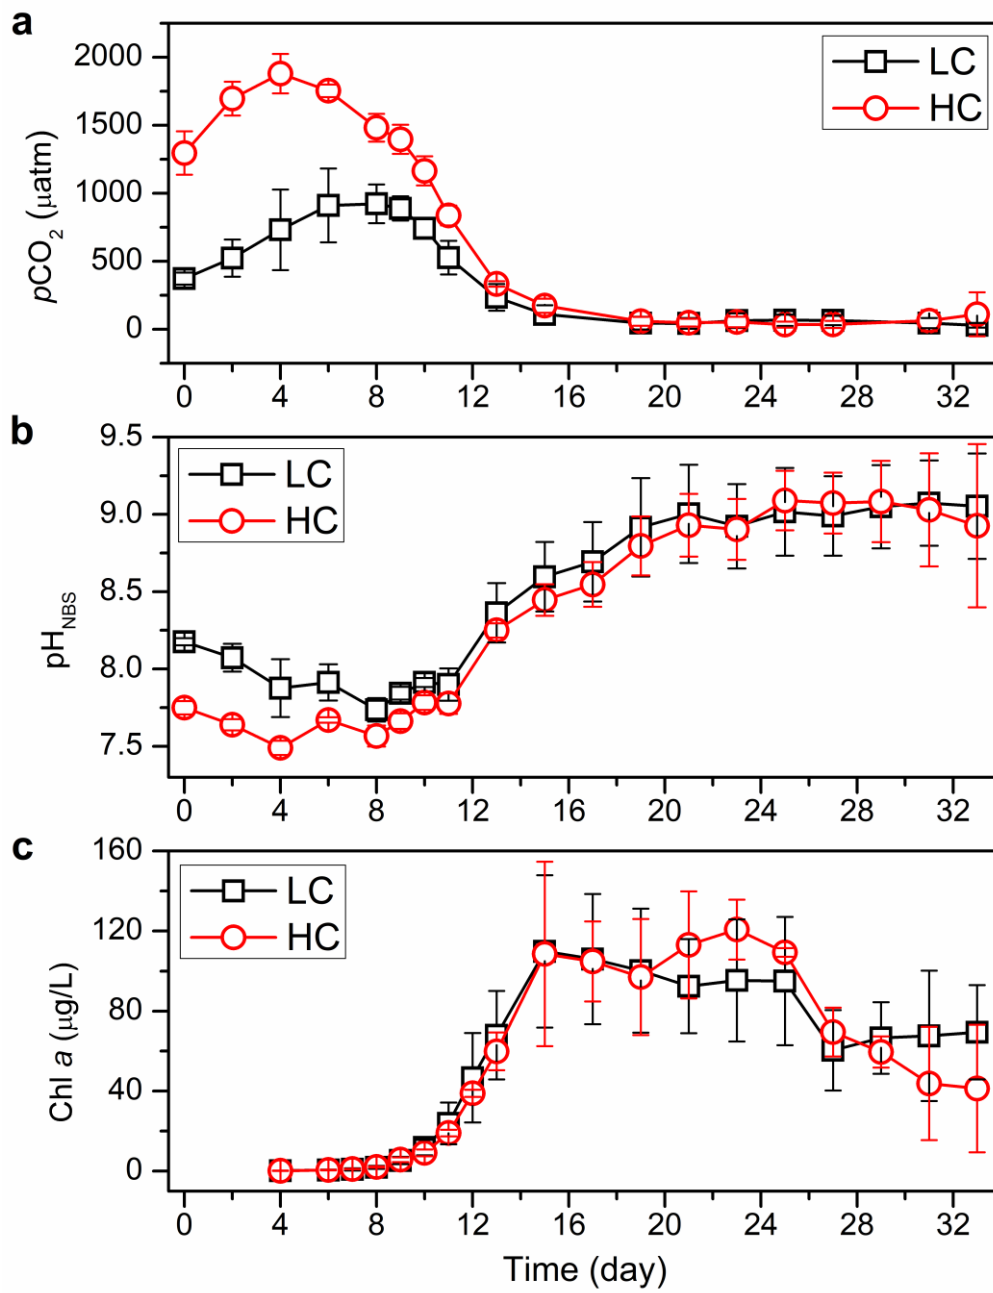 a
2000
1500
1000
500
0
pCO2 (μatm)
LC
HC
0 4 8 12 16 20 24 28 32
b
9.5
9.0
8.5
8.0
7.5
pHNBS
LC
HC
0 4 8 12 16 20 24 28 32
c
160
120
80
40
0
Chl a (μg/L)
LC
HC
0 4 8 12 16 20 24 28 32
Time (day)